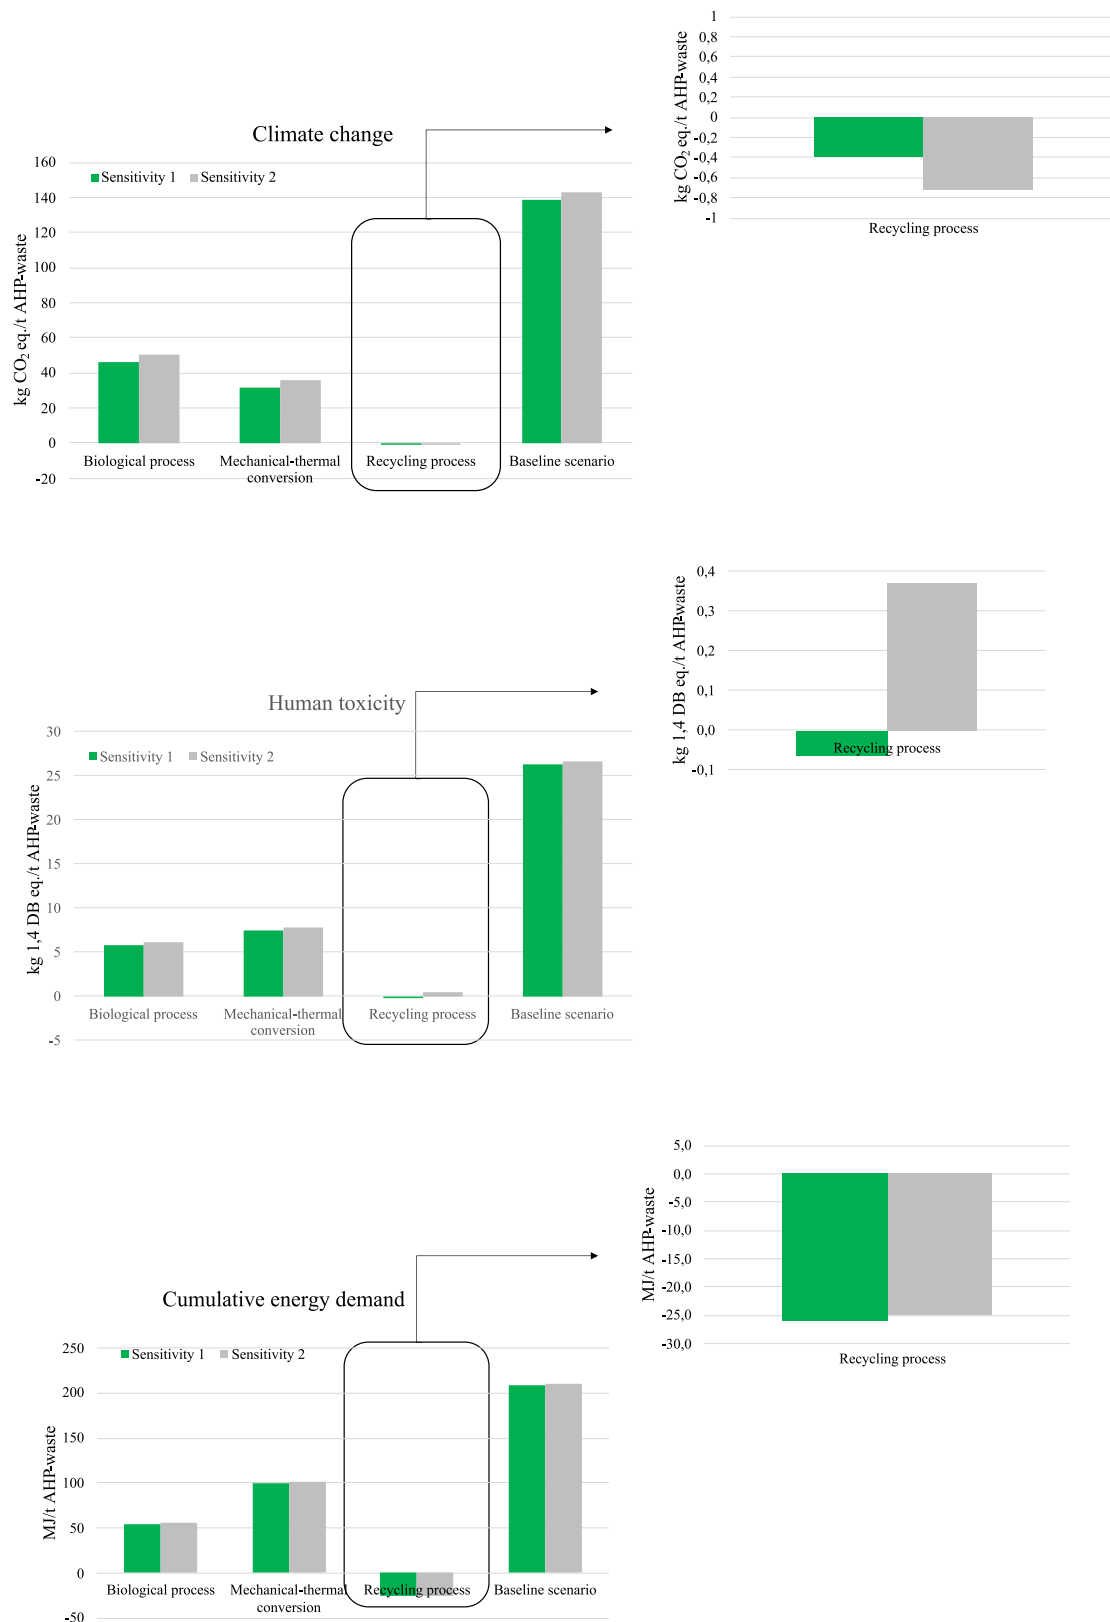 1
0,8
0,6
0,4
0,2
0
-0,2
-0,4
-0,6
-0,8
-1
kg CO2 eq./t AHP-waste
Recycling process
Climate change
160
140
120
100
80
60
40
20
0
-20
kg CO2 eq./t AHP-waste
Sensitivity 1 Sensitivity 2
Biological process
Mechanical-thermal
conversion
Recycling process
Baseline scenario
0,4
0,3
0,2
0,1
0,0
-0,1
kg 1,4 DB eq./t AHP-waste
Recycling process
Human toxicity
30
25
20
15
10
5
0
-5
kg 1,4 DB eq./t AHP-waste
Sensitivity 1 Sensitivity 2
Biological process
Mechanical-thermal
conversion
Recycling process
Baseline scenario
5,0
0,0
-5,0
-10,0
-15,0
-20,0
-25,0
-30,0
MJ/t AHP-waste
Recycling process
Cumulative energy demand
250
200
150
100
50
0
-50
MJ/t AHP-waste
Sensitivity 1 Sensitivity 2
Biological process
Mechanical-thermal
conversion
Recycling process
Baseline scenario